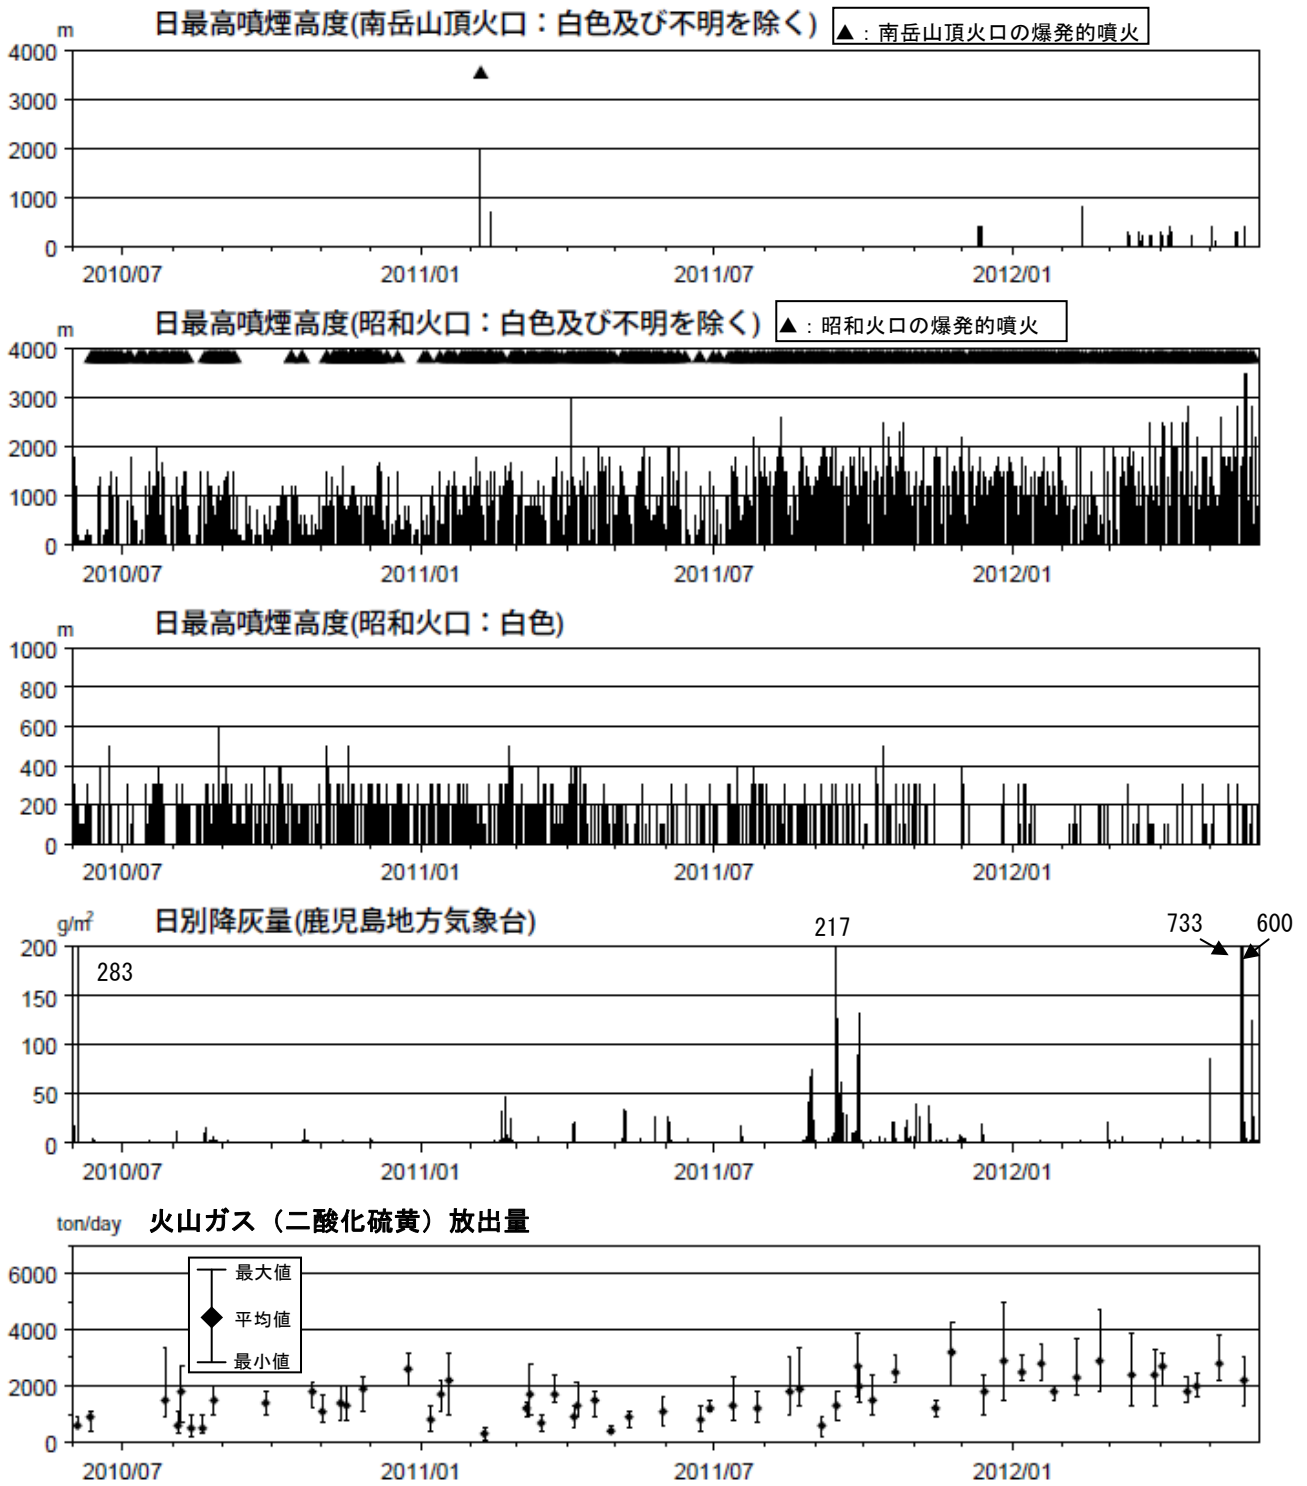 m 日最高噴煙高度(南岳山頂火口：白色及び不明を除く) ▲：南岳山頂火口の爆発的噴火
4000
3000
2000
1000
0
2010/07 2011/01 2011/07 2012/01
m 日最高噴煙高度(昭和火口：白色及び不明を除く) ▲：昭和火口の爆発的噴火
4000
3000
2000
1000
0
2010/07 2011/01 2011/07 2012/01
m 日最高噴煙高度(昭和火口：白色)
1000
800
600
400
200
0
2010/07 2011/01 2011/07 2012/01
g/㎡ 日別降灰量(鹿児島地方気象台)
217 733 600
200
283
150
100
50
0
2010/07 2011/01 2011/07 2012/01
ton/day 火山ガス（二酸化硫黄）放出量
6000
最大値
平均値
4000
最小値
2000
0
2010/07 2011/01 2011/07 2012/01